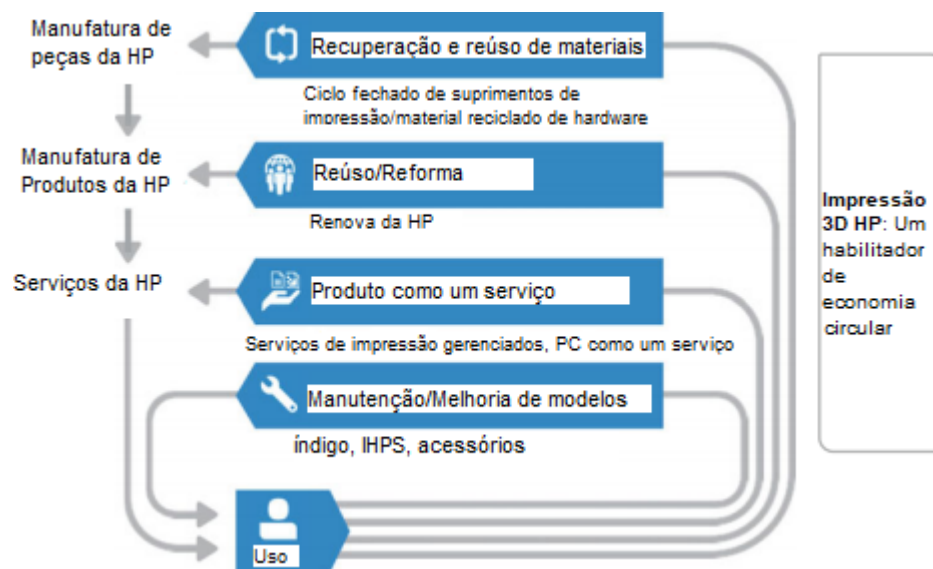 Manufatura de
peças da HP
Recuperação e reúso de materiais
Ciclo fechado de suprimentos de
impressão/material reciclado de hardware
Manufatura de
Produtos da HP
Reúso/Reforma
Renova da HP
Serviços da HP
Produto como um serviço
Serviços de impressão gerenciados, PC como um serviço
Manutenção/Melhoria de modelos
índigo, IHPS, acessórios
Uso
Impressão
3D HP: Um
habilitador
de
economia
circular